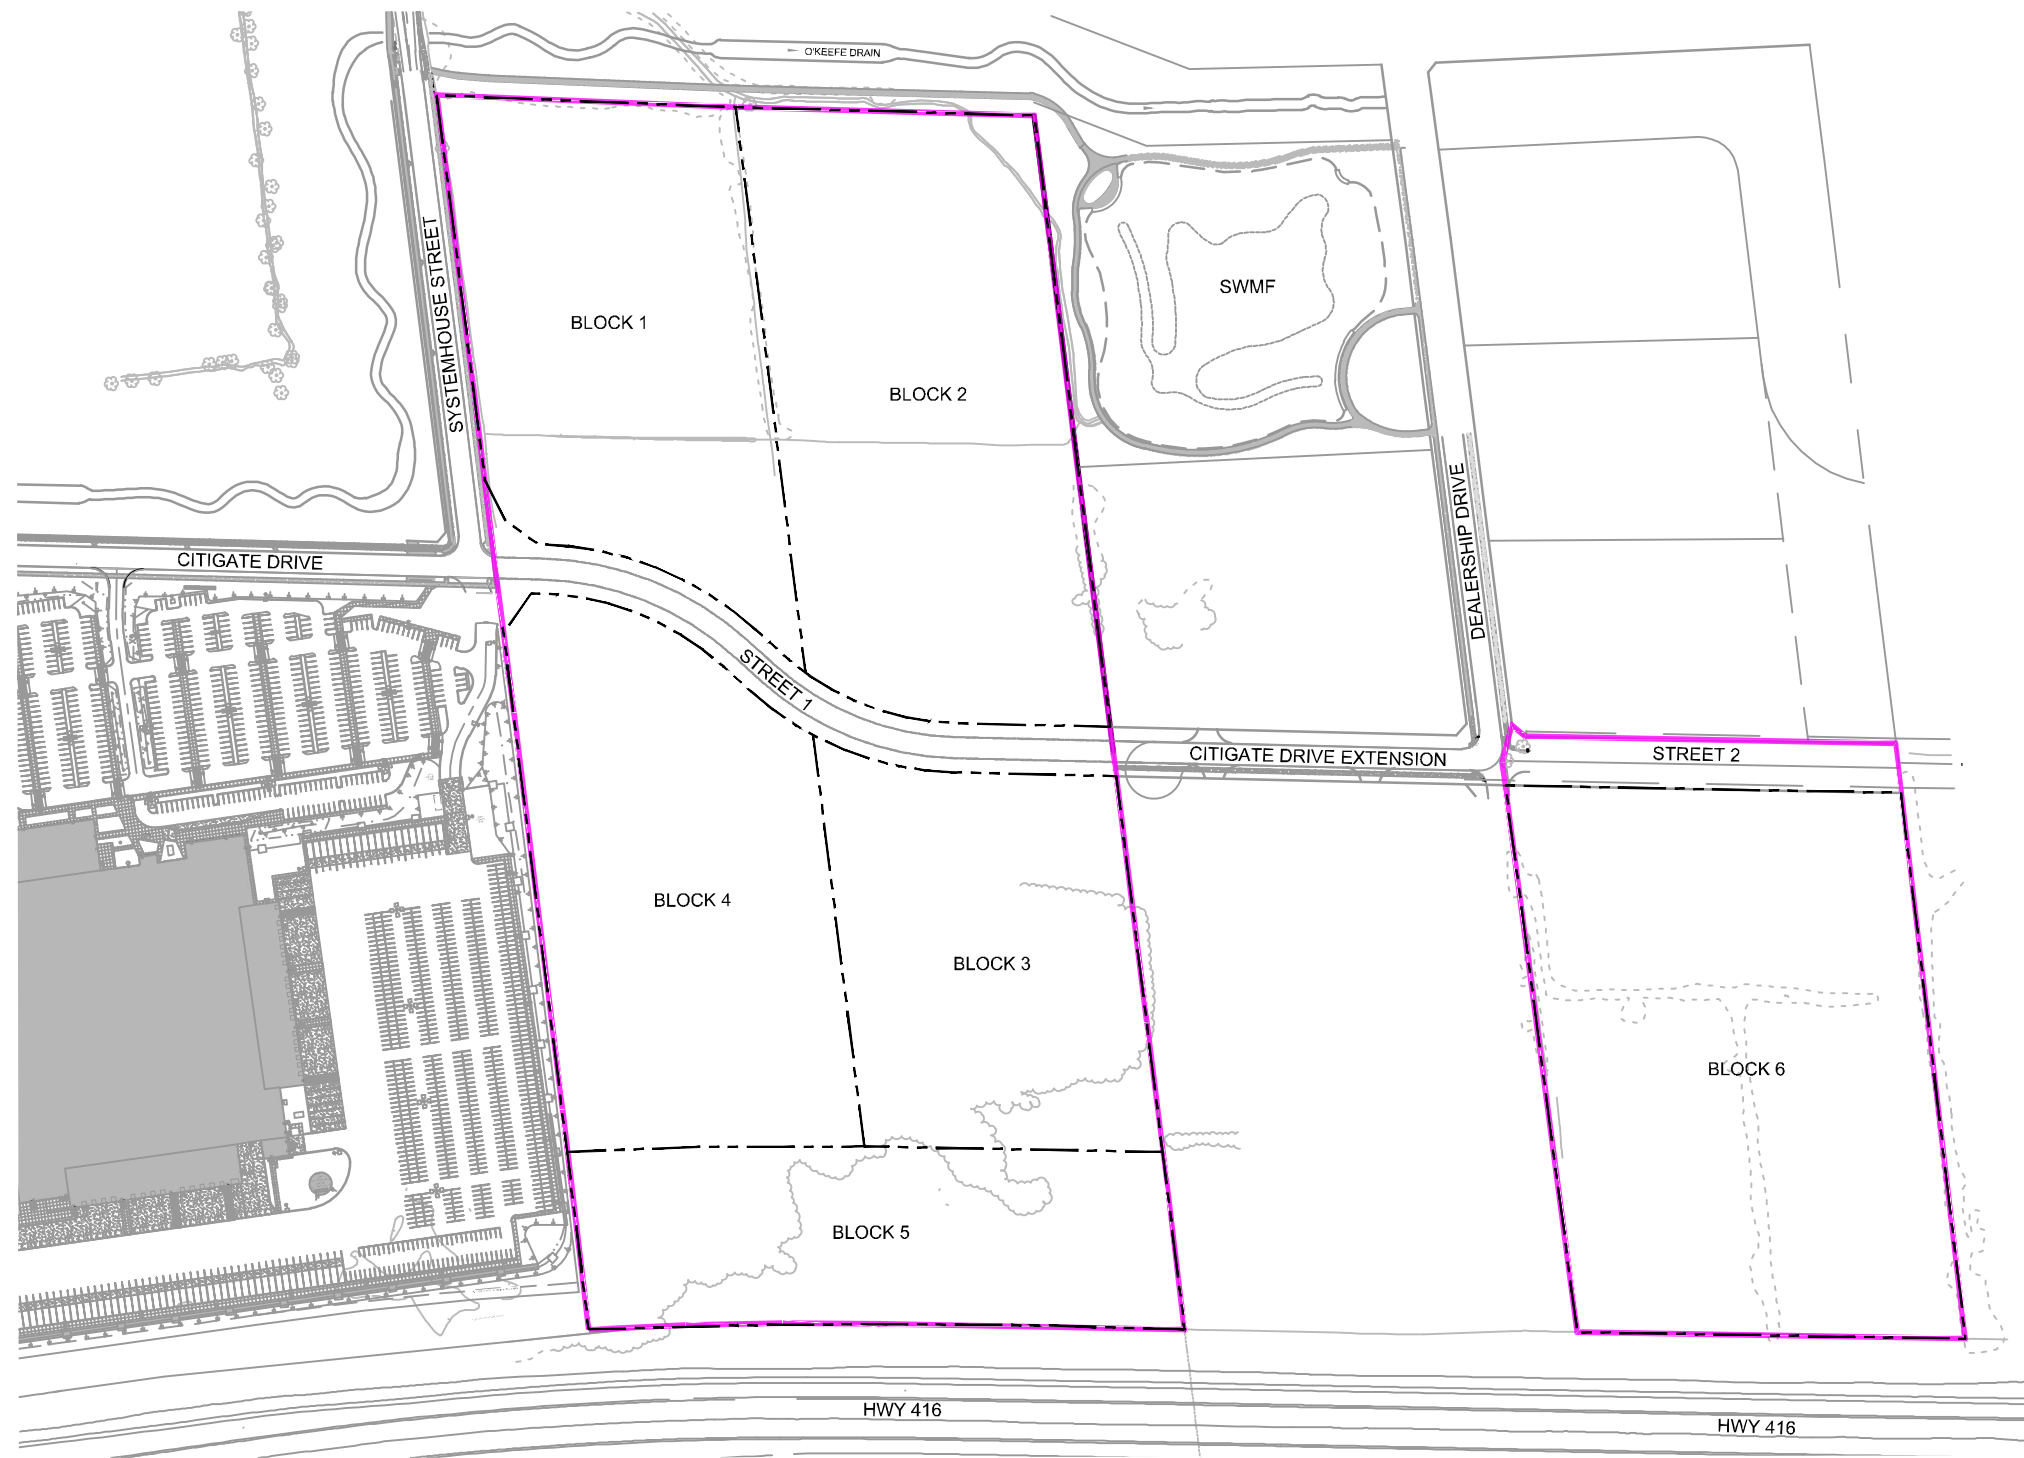 O'KEEFE DRAIN
SYSTEMHOUSE STREET
SWMF
BLOCK 1
BLOCK 2
DEALERSHIP DRIVE
CITIGATE DRIVE
STREET 1
CITIGATE DRIVE EXTENSION
STREET 2
BLOCK 4
BLOCK 3
BLOCK 6
BLOCK 5
HWY 416
HWY 416